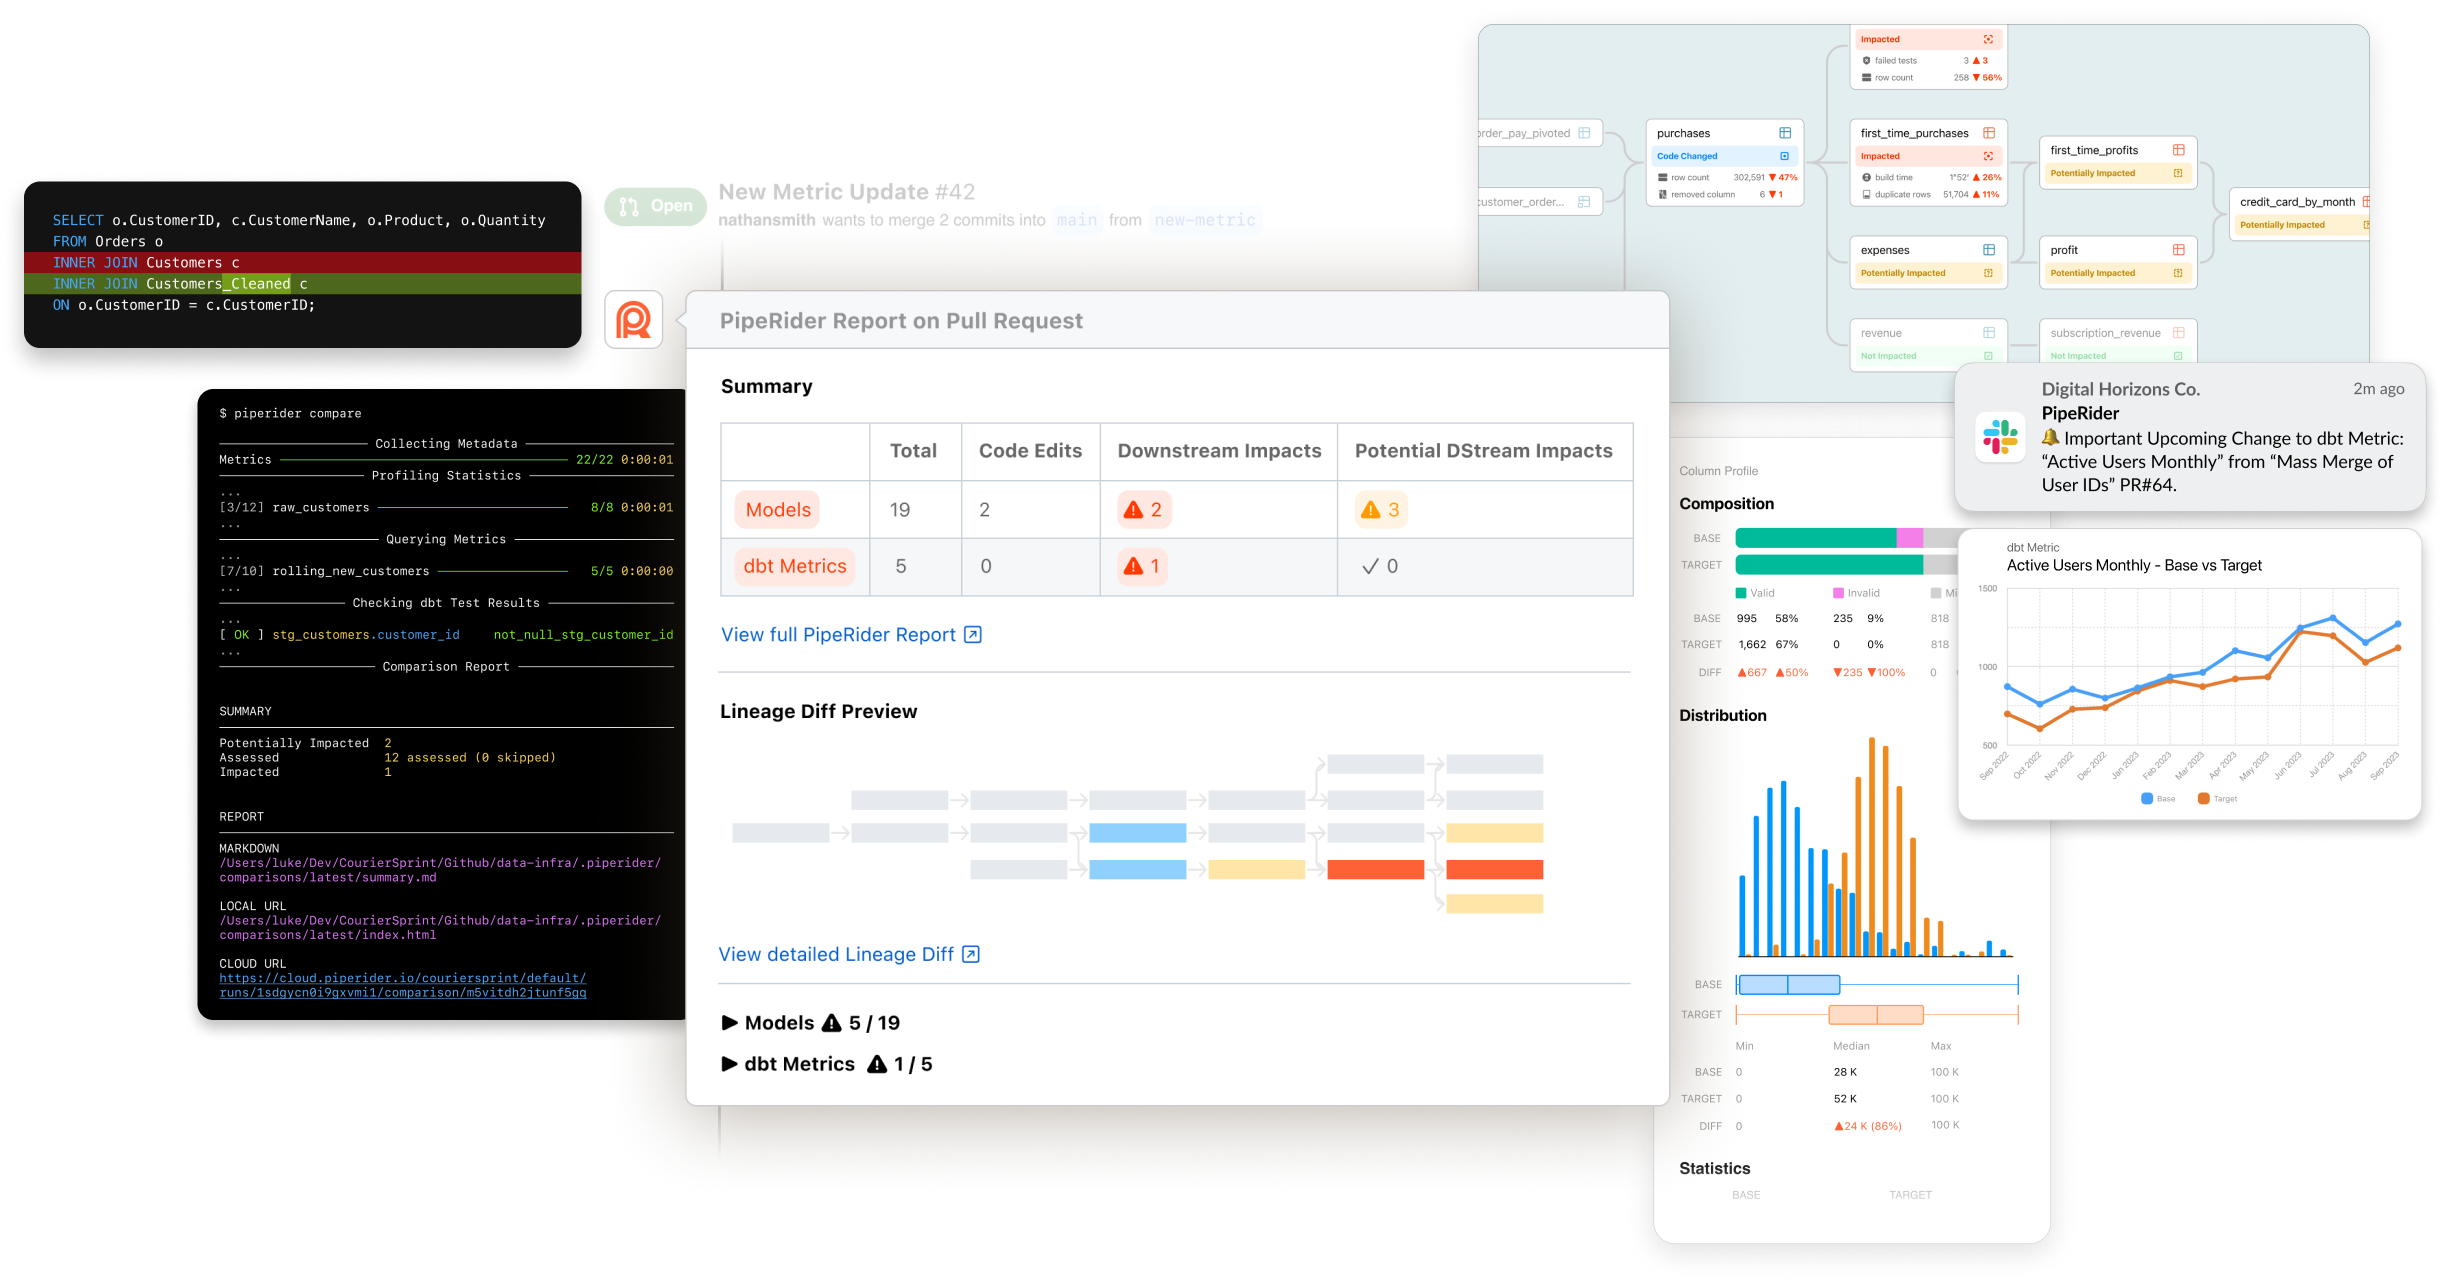 SELECT o.CustomerID, c.CustomerName, o.Product, o.Quantity
FROM Orders o
INNER JOIN Customers c
INNER JOIN Customers_Cleaned c
ON o.CustomerID = c.CustomerID;
Open
New Metric Update #42
nathansmith wants to merge 2 commits into main from new-metric
$ piperider compare
Collecting Metadata
Metrics 22/22 0:00:01
Profiling Statistics
...
[3/12] raw_customers 8/8 0:00:01
...
Querying Metrics
...
[7/10] rolling_new_customers 5/5 0:00:00
...
Checking dbt Test Results
...
[ OK ] stg_customers.customer_id not_null_stg_customer_id
...
Comparison Report
SUMMARY
Potentially Impacted 2
Assessed 12 assessed (0 skipped)
Impacted 1
REPORT
MARKDOWN
/Users/luke/Dev/CourierSprint/Github/data-infra/.piperider/
comparisons/latest/summary.md
LOCAL URL
/Users/luke/Dev/CourierSprint/Github/data-infra/.piperider/
comparisons/latest/index.html
CLOUD URL
https://cloud.piperider.io/couriersprint/default/
runs/1sdgycn0i9gxvmi1/comparison/m5vitdh2jtunf5gq
PipeRider Report on Pull Request
Summary
Total Code Edits Downstream Impacts Potential DStream Impacts
Models 19 2 2 3
dbt Metrics 5 0 1 0
View full PipeRider Report
Lineage Diff Preview
View detailed Lineage Diff
Models 5 / 19
dbt Metrics 1 / 5
order_pay_pivoted
customer_order...
purchases
Code Changed
row count 302,591 ▼ 47%
removed column 6 ▼ 1
Impacted
failed tests 3 ▲ 3
row count 258 ▼ 56%
first_time_purchases
Impacted
build time 1°52' ▲ 26%
duplicate rows 51,704 ▲ 11%
expenses
Potentially Impacted
revenue
Not Impacted
first_time_profits
Potentially Impacted
profit
Potentially Impacted
subscription_revenue
Not Impacted
credit_card_by_month
Potentially Impacted
Digital Horizons Co. 2m ago
PipeRider
🔔 Important Upcoming Change to dbt Metric:
“Active Users Monthly” from “Mass Merge of
User IDs” PR#64.
Column Profile
Composition
BASE
TARGET
Valid Invalid Mi
BASE 995 58% 235 9% 818
TARGET 1,662 67% 0 0% 818
DIFF ▲667 ▲50% ▼235 ▼100% 0
Distribution
BASE
TARGET
Min Median Max
BASE 0 28 K 100 K
TARGET 0 52 K 100 K
DIFF 0 ▲24 K (86%) 100 K
Statistics
BASE TARGET
dbt Metric
Active Users Monthly - Base vs Target
1500
1000
500
Sep 2022 Oct 2022 Nov 2022 Dec 2022 Jan 2023 Feb 2023 Mar 2023 Apr 2023 May 2023 Jun 2023 Jul 2023 Aug 2023 Sep 2023
Base Target